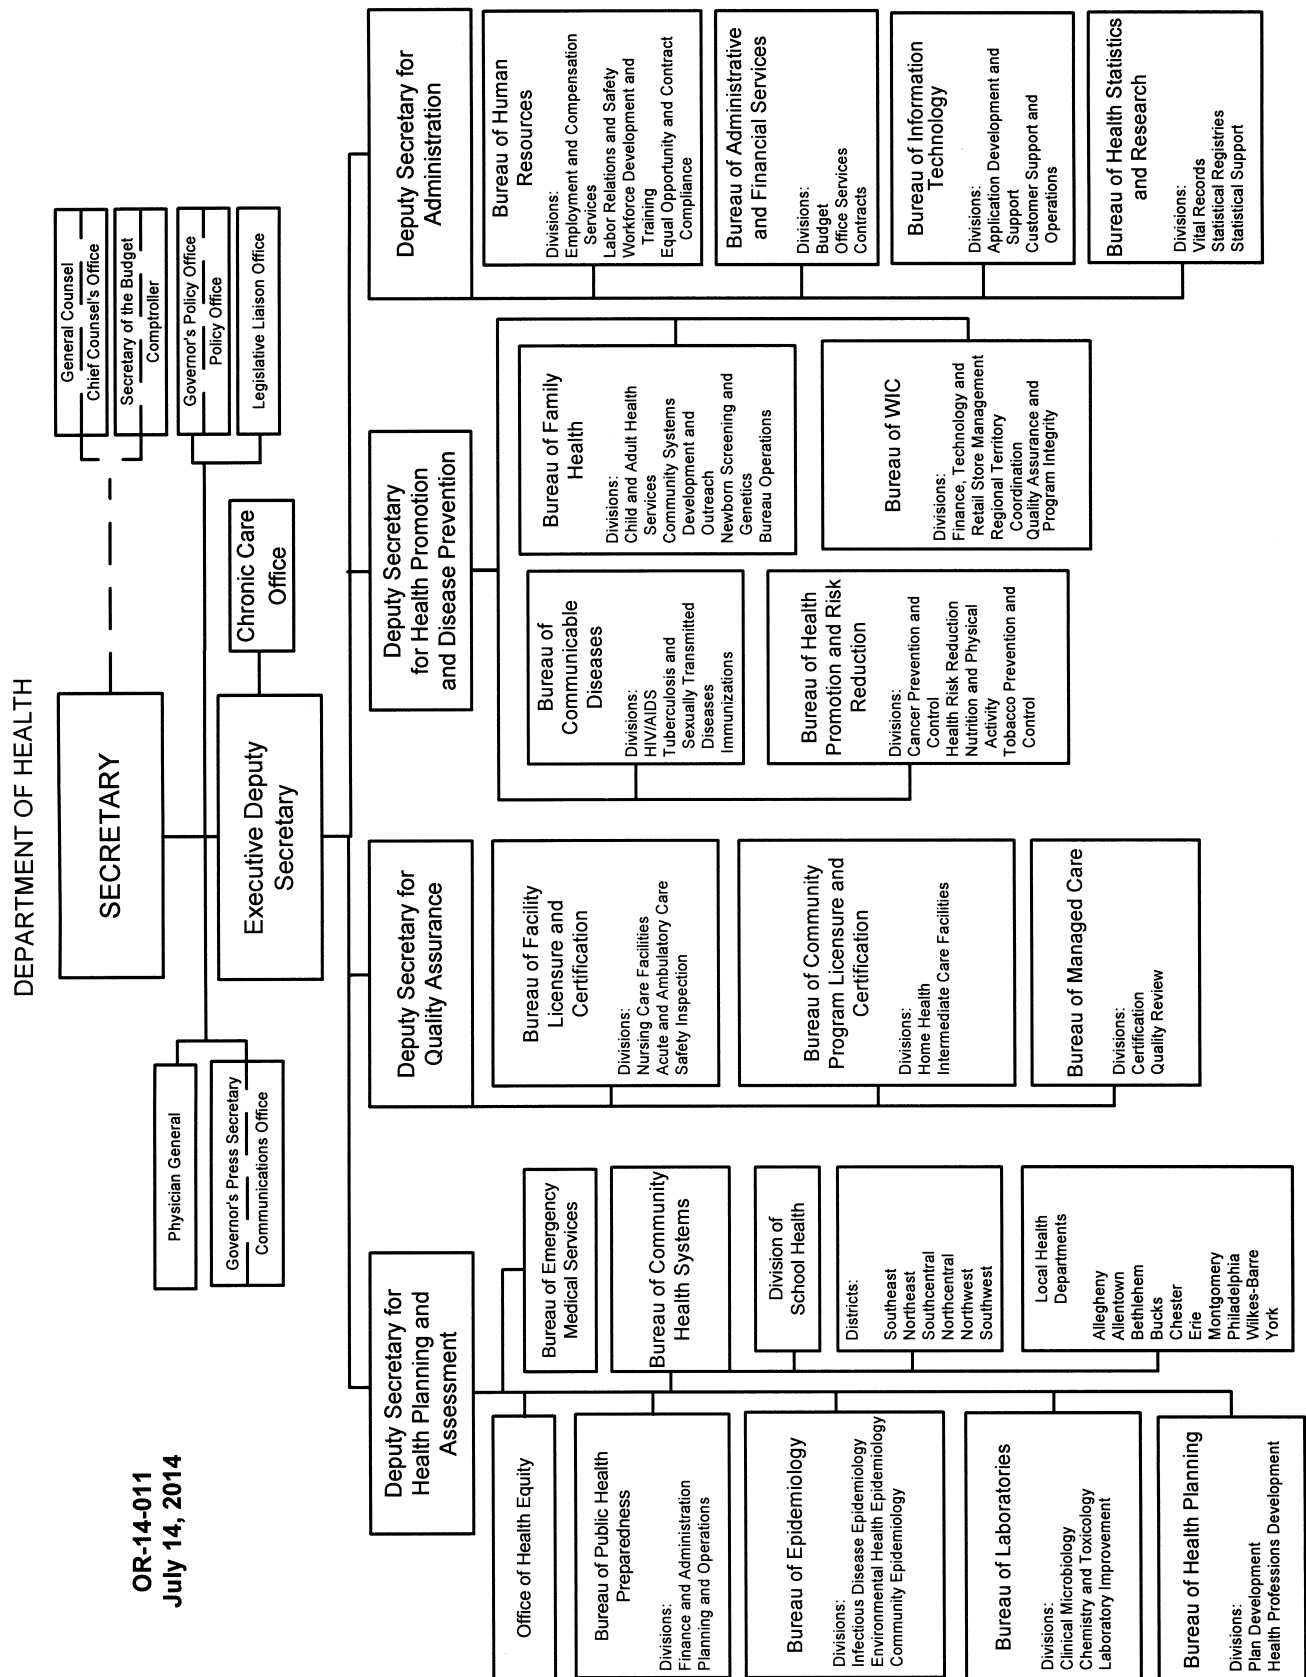 OR-14-011
July 14, 2014
DEPARTMENT OF HEALTH
SECRETARY
General Counsel
Chief Counsel's Office
Secretary of the Budget
Comptroller
Governor's Policy Office
Policy Office
Legislative Liaison Office
Physician General
Governor's Press Secretary
Communications Office
Executive Deputy
Secretary
Chronic Care
Office
Deputy Secretary for
Health Planning and
Assessment
Office of Health Equity
Bureau of Public Health
Preparedness
Divisions:
Finance and Administration
Planning and Operations
Bureau of Epidemiology
Divisions:
Infectious Disease Epidemiology
Environmental Health Epidemiology
Community Epidemiology
Bureau of Laboratories
Divisions:
Clinical Microbiology
Chemistry and Toxicology
Laboratory Improvement
Bureau of Health Planning
Divisions:
Plan Development
Health Professions Development
Bureau of Emergency
Medical Services
Bureau of Community
Health Systems
Division of
School Health
Districts:
Southeast
Northeast
Southcentral
Northcentral
Northwest
Southwest
Local Health
Departments
Allegheny
Allentown
Bethlehem
Bucks
Chester
Erie
Montgomery
Philadelphia
Wilkes-Barre
York
Deputy Secretary for
Quality Assurance
Bureau of Facility
Licensure and
Certification
Divisions:
Nursing Care Facilities
Acute and Ambulatory Care
Safety Inspection
Bureau of Community
Program Licensure and
Certification
Divisions:
Home Health
Intermediate Care Facilities
Bureau of Managed Care
Divisions:
Certification
Quality Review
Deputy Secretary
for Health Promotion
and Disease Prevention
Bureau of
Communicable
Diseases
Divisions:
HIV/AIDS
Tuberculosis and
Sexually Transmitted
Diseases
Immunizations
Bureau of Health
Promotion and Risk
Reduction
Divisions:
Cancer Prevention and
Control
Health Risk Reduction
Nutrition and Physical
Activity
Tobacco Prevention and
Control
Bureau of Family
Health
Divisions:
Child and Adult Health
Services
Community Systems
Development and
Outreach
Newborn Screening and
Genetics
Bureau Operations
Bureau of WIC
Divisions:
Finance, Technology and
Retail Store Management
Regional Territory
Coordination
Quality Assurance and
Program Integrity
Deputy Secretary for
Administration
Bureau of Human
Resources
Divisions:
Employment and Compensation
Services
Labor Relations and Safety
Workforce Development and
Training
Equal Opportunity and Contract
Compliance
Bureau of Administrative
and Financial Services
Divisions:
Budget
Office Services
Contracts
Bureau of Information
Technology
Divisions:
Application Development and
Support
Customer Support and
Operations
Bureau of Health Statistics
and Research
Divisions:
Vital Records
Statistical Registries
Statistical Support